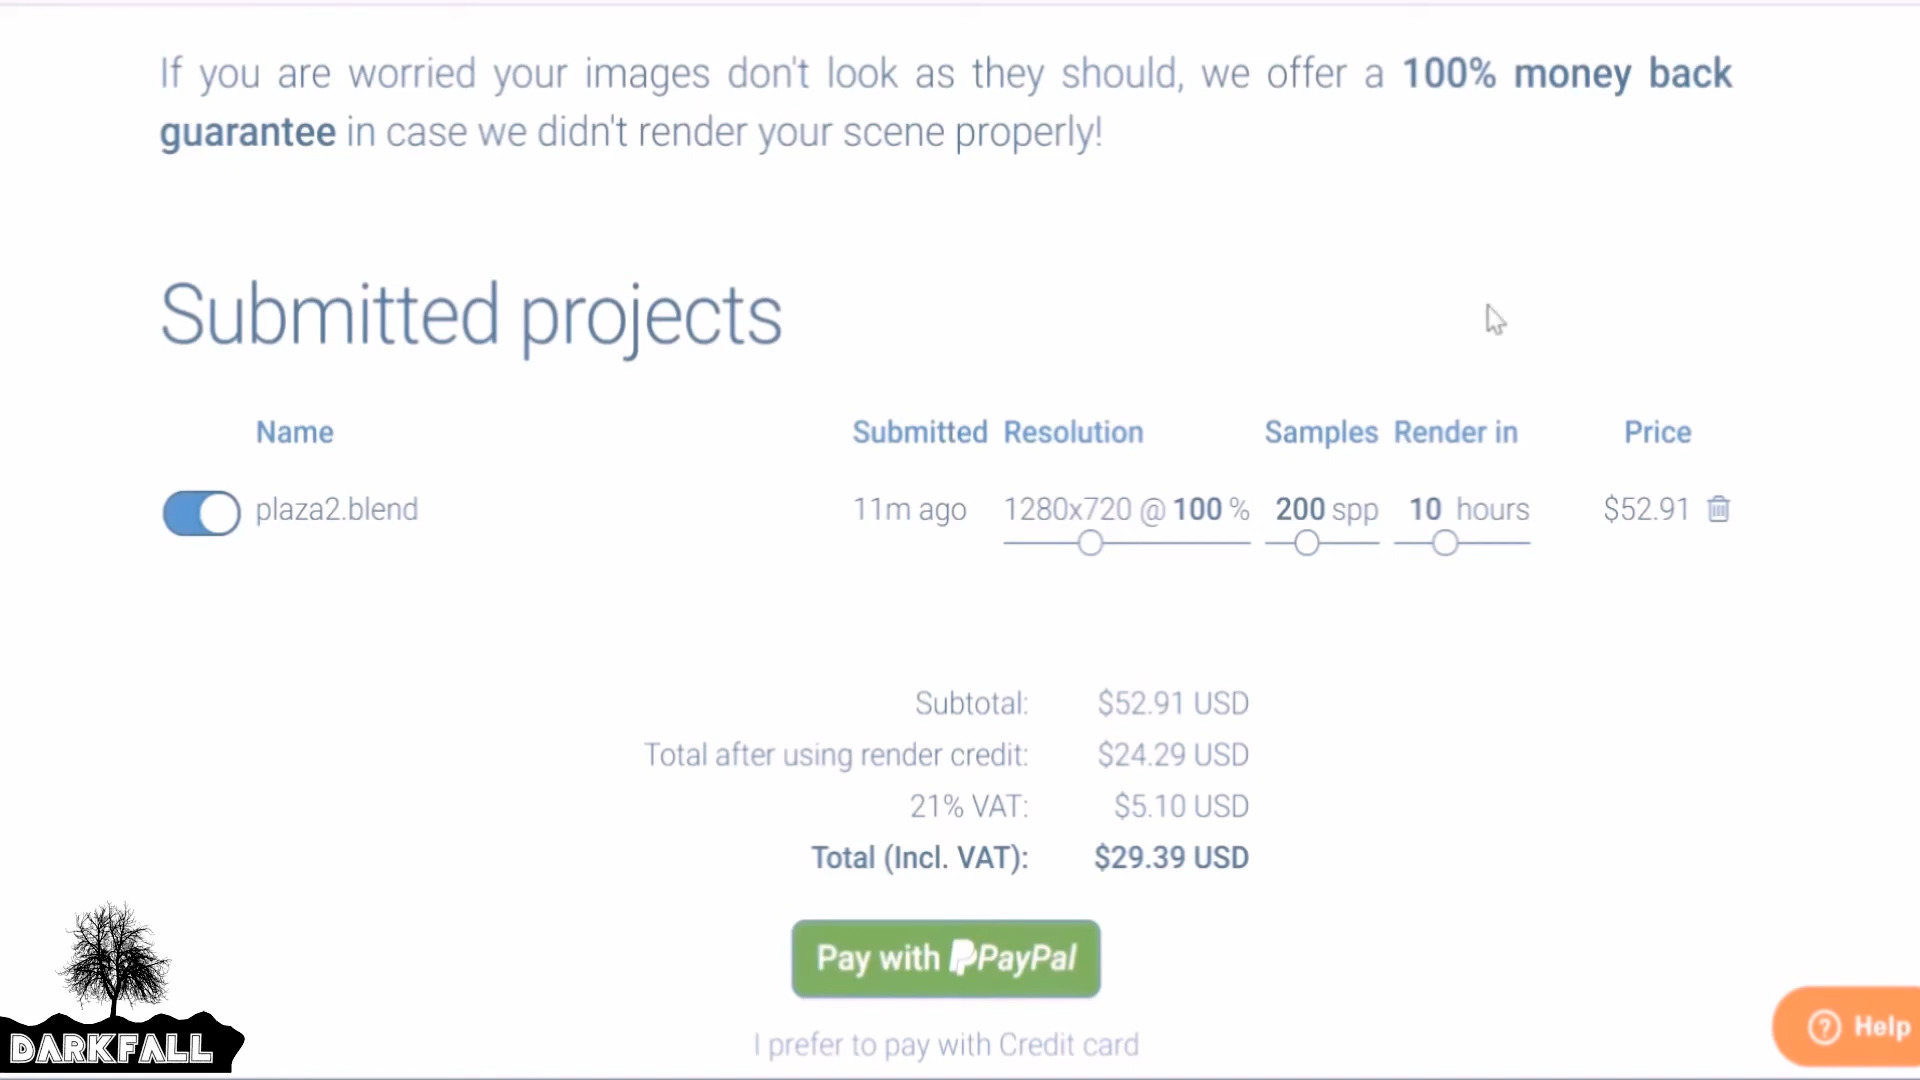 If you are worried your images don't look as they should, we offer a 100% money back
guarantee in case we didn't render your scene properly!
Submitted projects
Name Submitted Resolution Samples Render in Price
plaza2.blend 11m ago 1280x720 @ 100 % 200 spp 10 hours $52.91
Subtotal: $52.91 USD
Total after using render credit: $24.29 USD
21% VAT: $5.10 USD
Total (Incl. VAT): $29.39 USD
Pay with PayPal
I prefer to pay with Credit card
? Help
DARKFALL